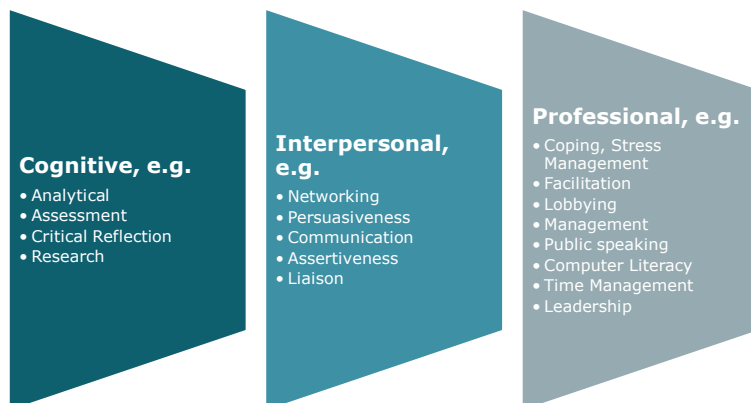 Cognitive, e.g.
• Analytical
• Assessment
• Critical Reflection
• Research
Interpersonal,
e.g.
• Networking
• Persuasiveness
• Communication
• Assertiveness
• Liaison
Professional, e.g.
• Coping, Stress
Management
• Facilitation
• Lobbying
• Management
• Public speaking
• Computer Literacy
• Time Management
• Leadership